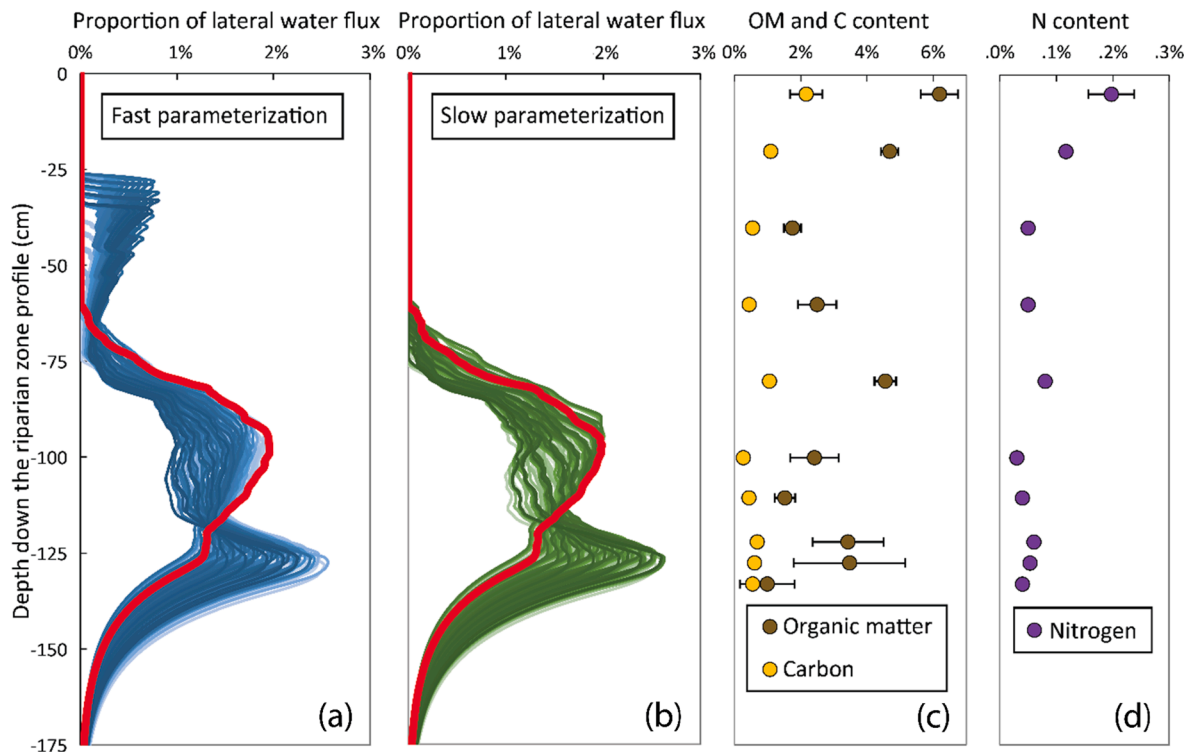 Proportion of lateral water flux
Proportion of lateral water flux
OM and C content
N content
0% 1% 2% 3%
0% 1% 2% 3%
0% 2% 4% 6%
.0% .1% .2% .3%
Depth down the riparian zone profile (cm)
0
-25
-50
-75
-100
-125
-150
-175
Fast parameterization
Slow parameterization
Organic matter
Carbon
Nitrogen
(a)
(b)
(c)
(d)